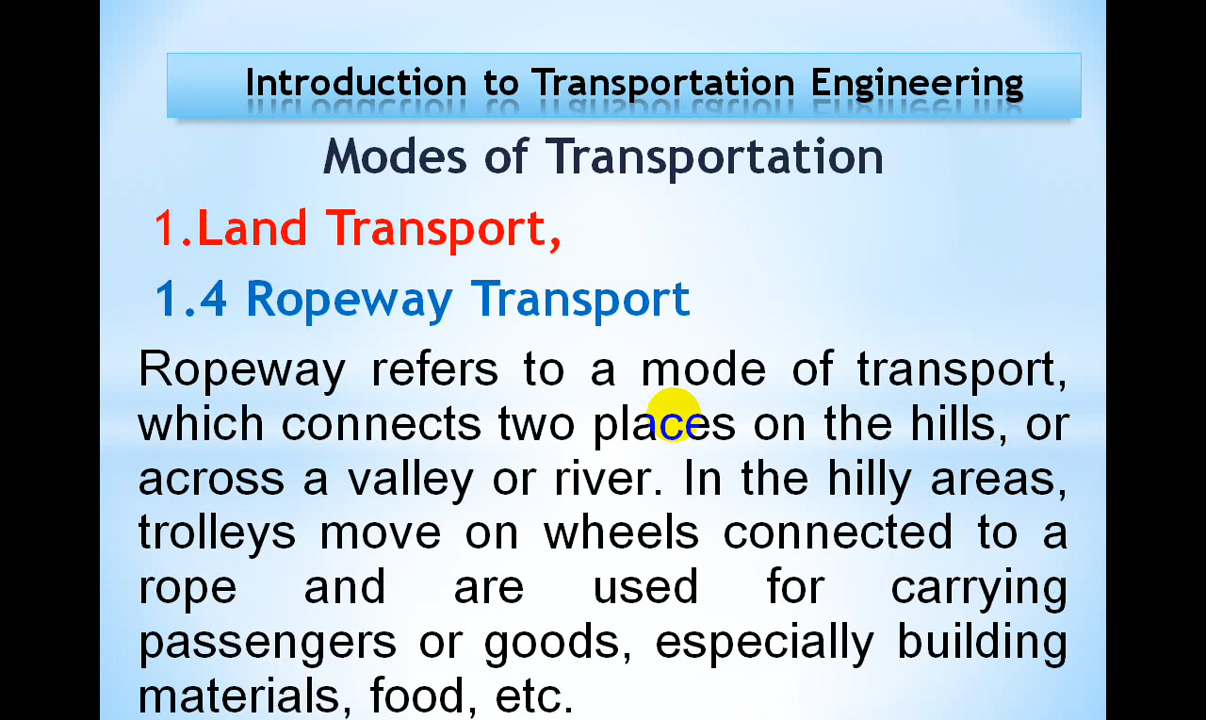 Introduction to Transportation Engineering
Modes of Transportation
1.Land Transport,
1.4 Ropeway Transport
Ropeway refers to a mode of transport,
which connects two places on the hills, or
across a valley or river. In the hilly areas,
trolleys move on wheels connected to a
rope and are used for carrying
passengers or goods, especially building
materials, food, etc.